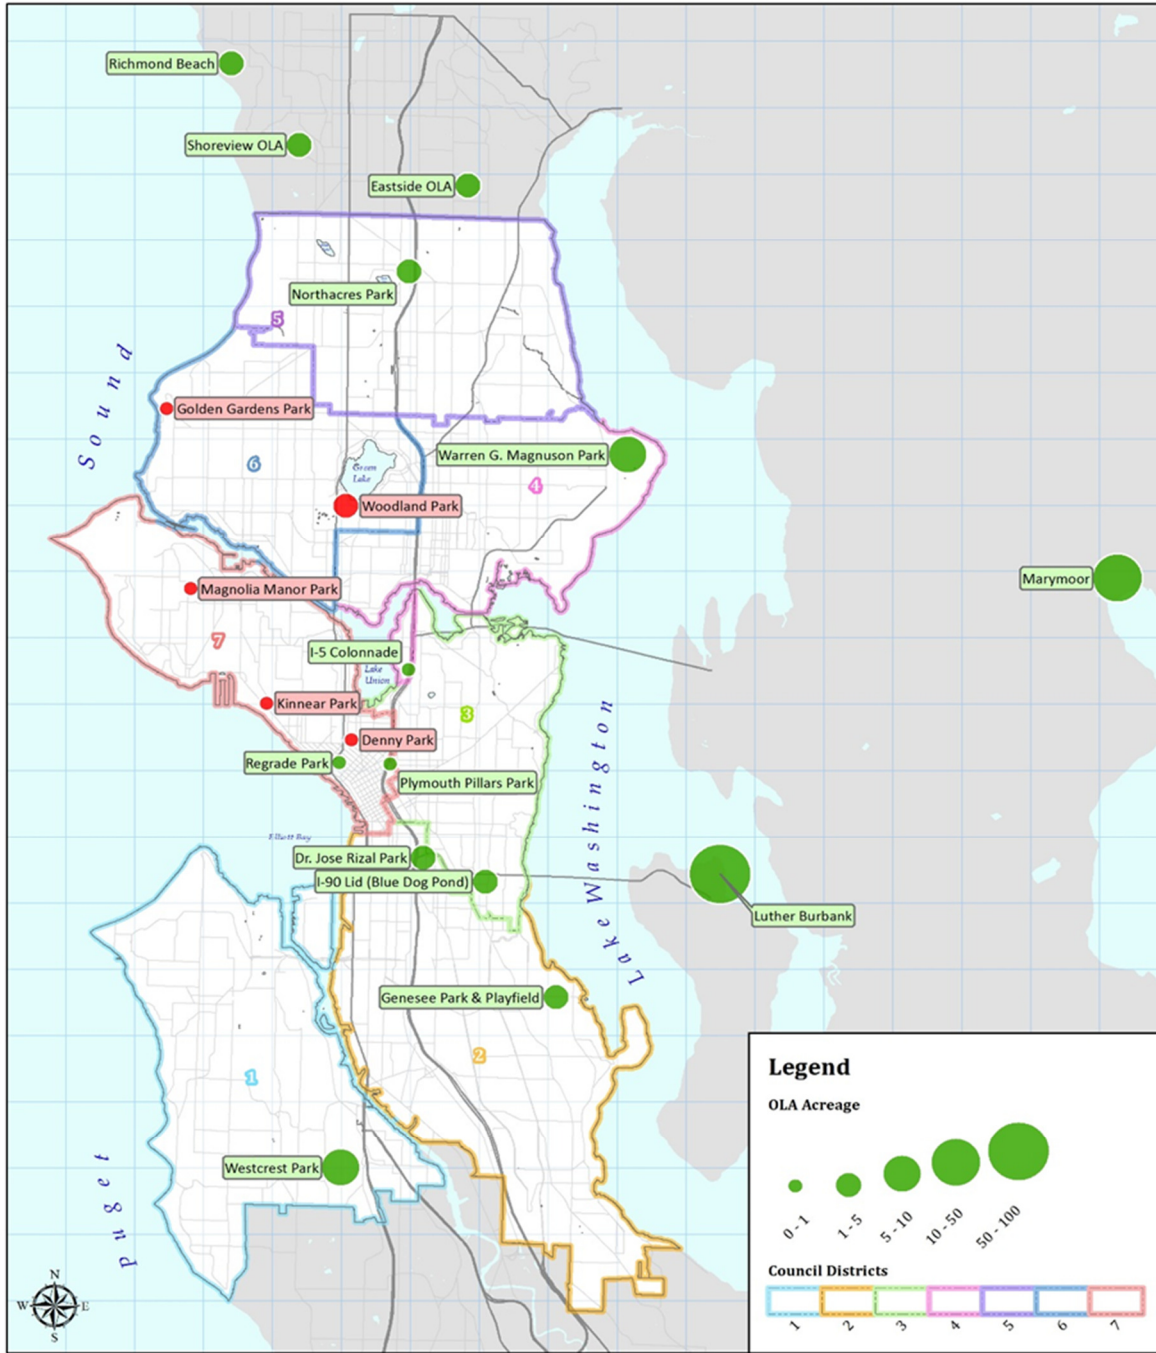 Richmond Beach
Shoreview OLA
Eastside OLA
Northacres Park
5
Sound
Golden Gardens Park
Warren G. Magnuson Park
6
Green
Lake
4
Woodland Park
Marymoor
Magnolia Manor Park
7
I-5 Colonnade
Lake
Union
Kinnear Park
3
Denny Park
Regrade Park
Plymouth Pillars Park
Lake Washington
Elliott Bay
Dr. Jose Rizal Park
I-90 Lid (Blue Dog Pond)
Luther Burbank
Genesee Park & Playfield
2
1
Westcrest Park
Puget
N
W E
S
Legend
OLA Acreage
0 - 1
1 - 5
5 - 10
10 - 50
50 - 100
Council Districts
1
2
3
4
5
6
7